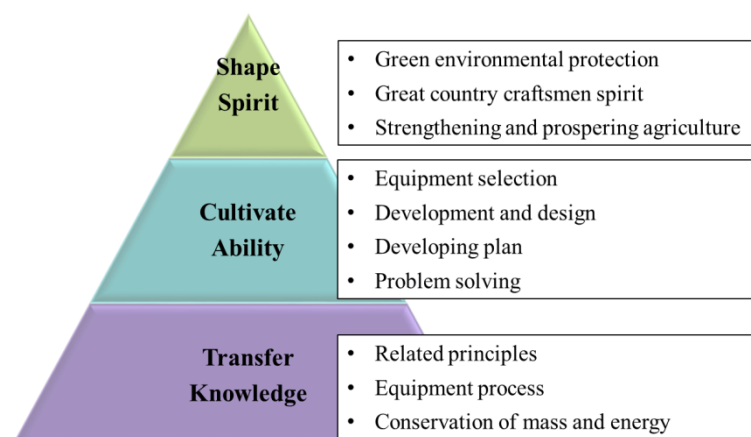 Shape
Spirit
• Green environmental protection
• Great country craftsmen spirit
• Strengthening and prospering agriculture
Cultivate
Ability
• Equipment selection
• Development and design
• Developing plan
• Problem solving
Transfer
Knowledge
• Related principles
• Equipment process
• Conservation of mass and energy